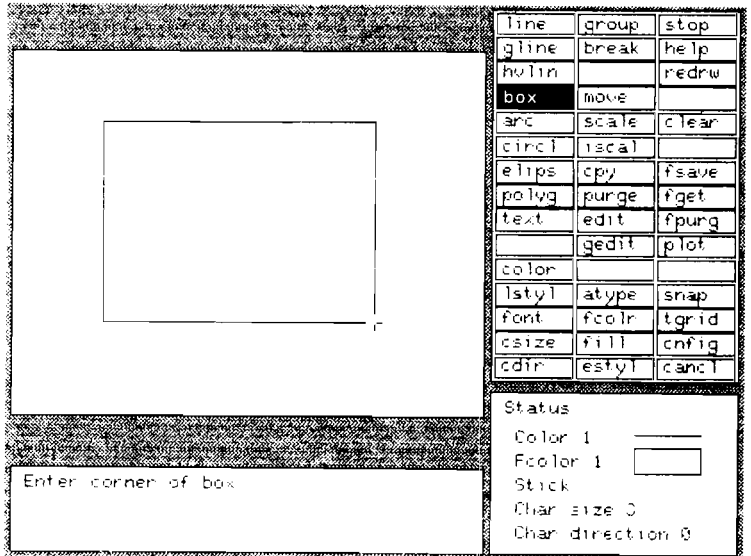 line group stop
gline break help
hvlin redrw
box move
arc scale clear
circl iscal
elips cpy fsave
polyg purge fget
text edit fpurg
gedit plot
color
lstyl atype snap
font fcolr tgrid
csize fill cnfig
cdir estyl cancl
Status
Color 1
Fcolor 1
Stick
Char size 0
Char direction 0
Enter corner of box